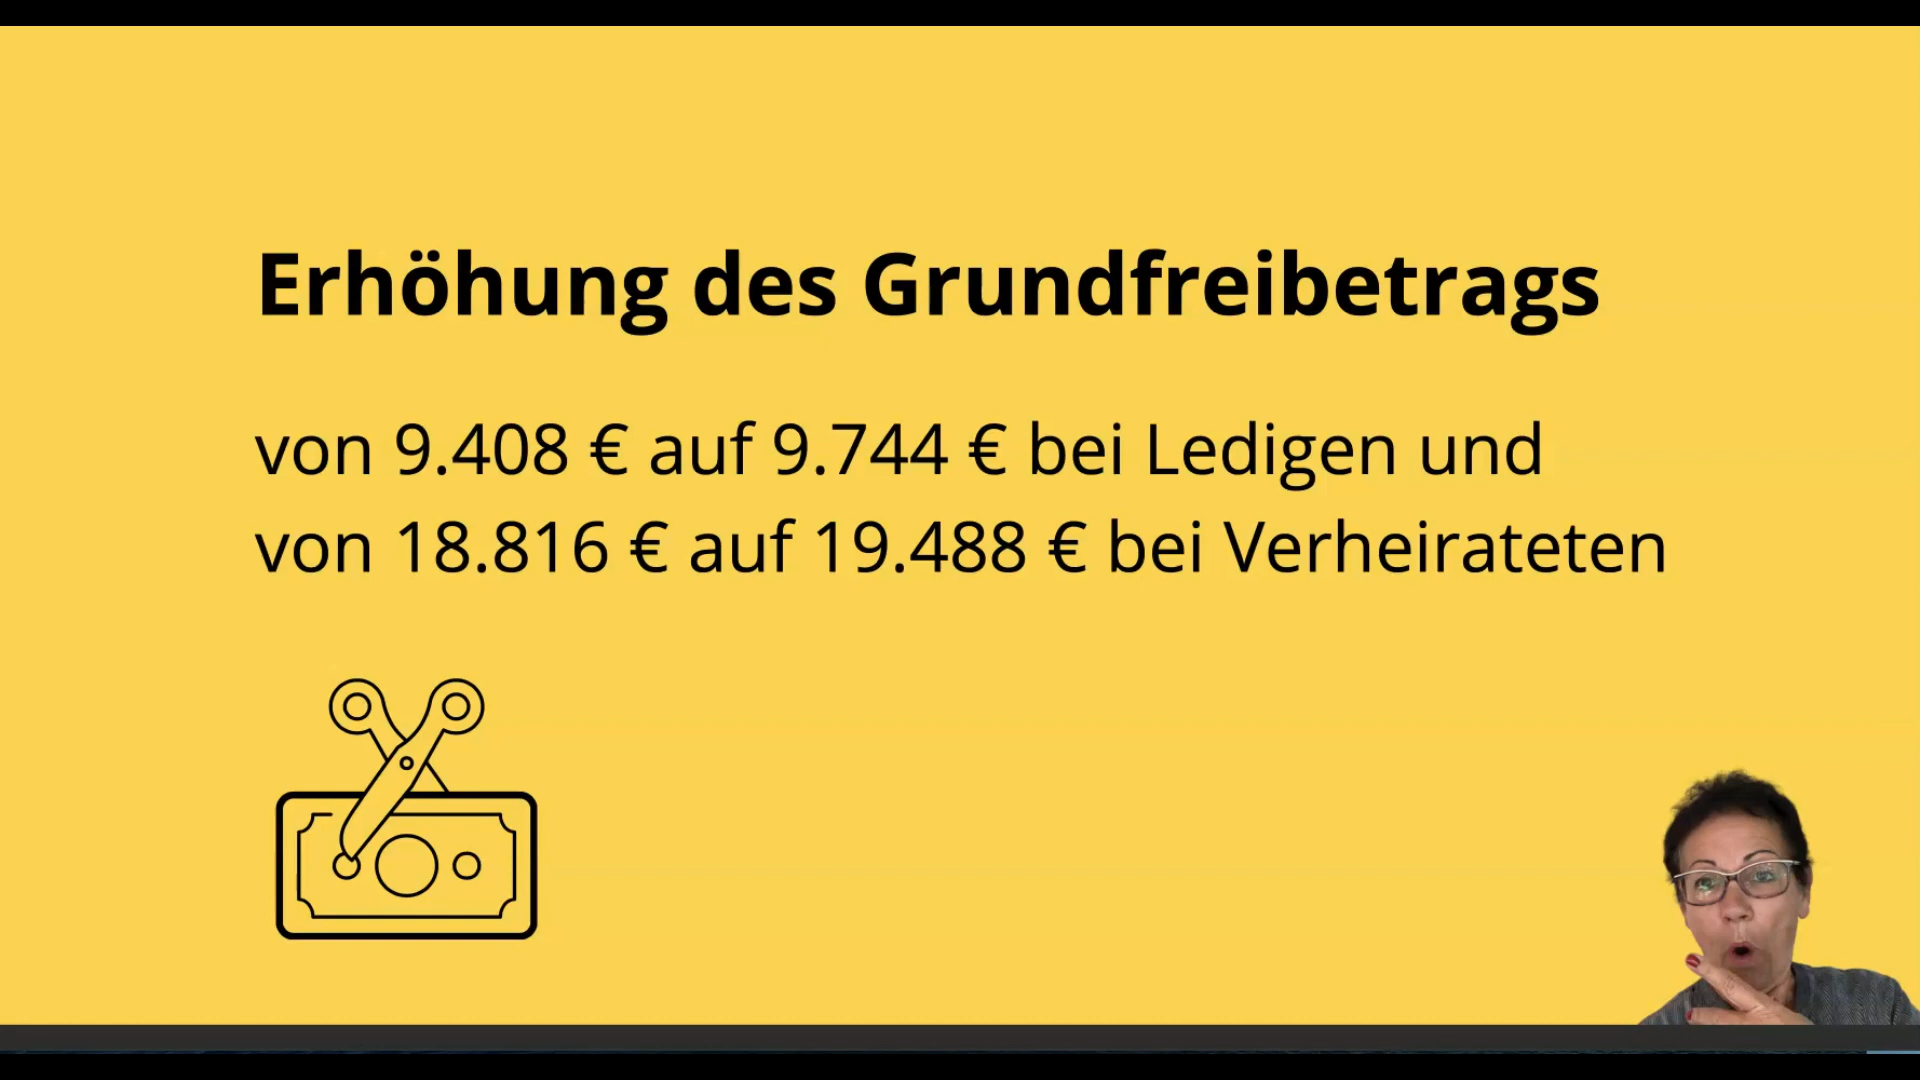 Erhöhung des Grundfreibetrags
von 9.408 € auf 9.744 € bei Ledigen und
von 18.816 € auf 19.488 € bei Verheirateten